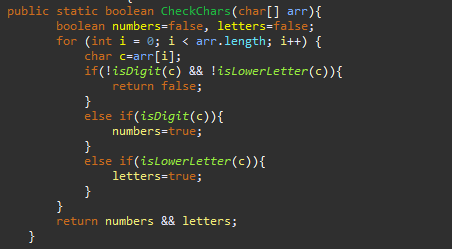 public static boolean CheckChars(char[] arr){
boolean numbers=false, letters=false;
for (int i = 0; i < arr.length; i++) {
char c=arr[i];
if(!isDigit(c) && !isLowerLetter(c)){
return false;
}
else if(isDigit(c)){
numbers=true;
}
else if(isLowerLetter(c)){
letters=true;
}
}
return numbers && letters;
}